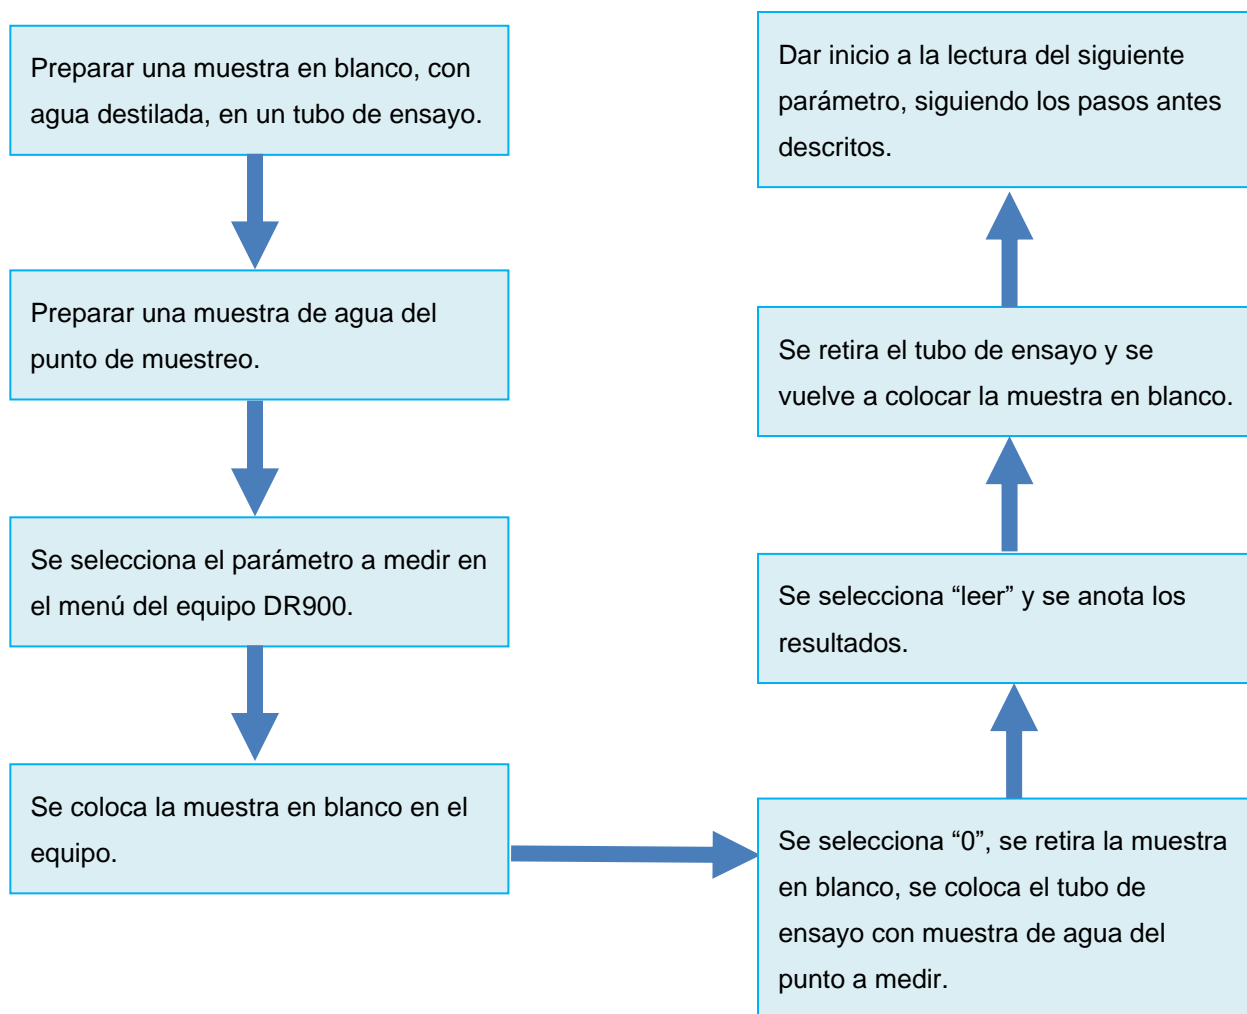 Preparar una muestra en blanco, con
agua destilada, en un tubo de ensayo.
Preparar una muestra de agua del
punto de muestreo.
Se selecciona el parámetro a medir en
el menú del equipo DR900.
Se coloca la muestra en blanco en el
equipo.
Se selecciona “0”, se retira la muestra
en blanco, se coloca el tubo de
ensayo con muestra de agua del
punto a medir.
Se selecciona “leer” y se anota los
resultados.
Se retira el tubo de ensayo y se
vuelve a colocar la muestra en blanco.
Dar inicio a la lectura del siguiente
parámetro, siguiendo los pasos antes
descritos.